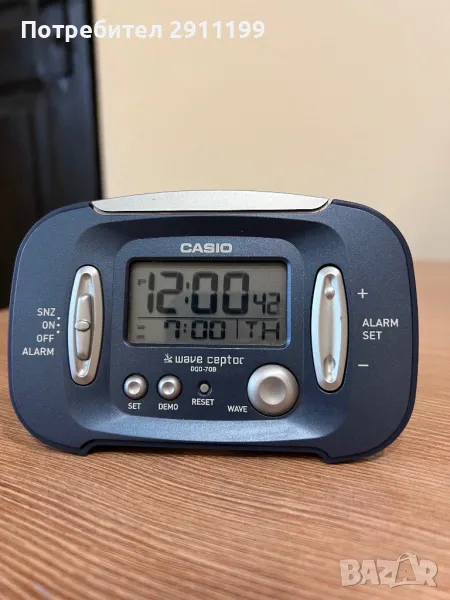 Потребител 2911199
CASIO
P 12:00 42
7:00 TH
SNZ
ON
OFF
ALARM
+
ALARM
SET
−
wave ceptor
DQD-70B
SET
DEMO
RESET
WAVE
BAZAR